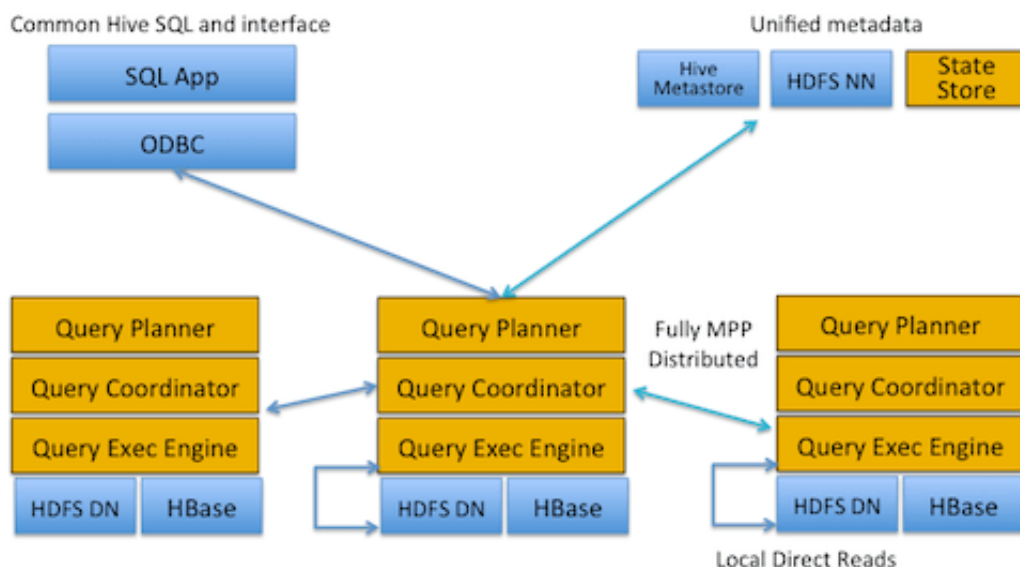 Common Hive SQL and interface
Unified metadata
SQL App
ODBC
Hive
Metastore
HDFS NN
State
Store
Query Planner
Query Coordinator
Query Exec Engine
HDFS DN
HBase
Query Planner
Query Coordinator
Query Exec Engine
HDFS DN
HBase
Fully MPP
Distributed
Query Planner
Query Coordinator
Query Exec Engine
HDFS DN
HBase
Local Direct Reads